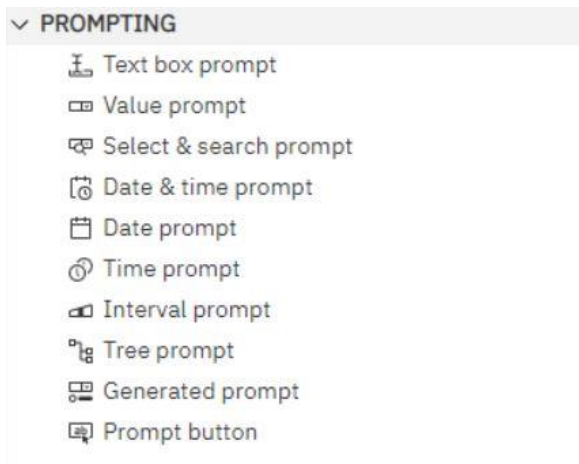 PROMPTING
Text box prompt
Value prompt
Select & search prompt
Date & time prompt
Date prompt
Time prompt
Interval prompt
Tree prompt
Generated prompt
Prompt button